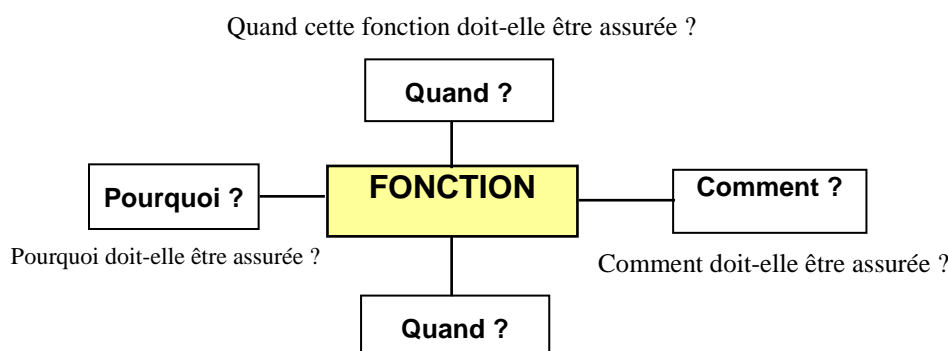 Quand cette fonction doit-elle être assurée ?
Quand ?
Pourquoi ?
FONCTION
Comment ?
Pourquoi doit-elle être assurée ?
Comment doit-elle être assurée ?
Quand ?